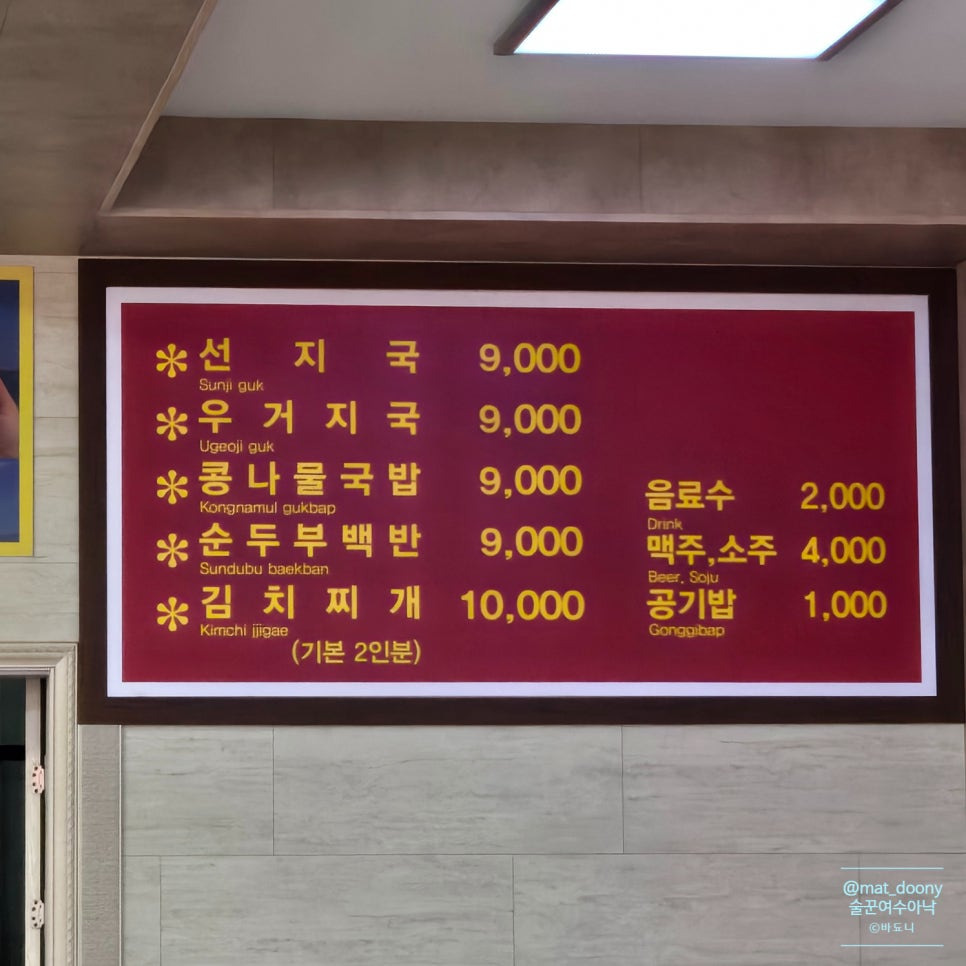 *선지국 9,000
Sunji guk
*우거지국 9,000
Ugeoji guk
*콩나물국밥 9,000
Kongnamul gukbap
*순두부백반 9,000
Sundubu baekban
*김치찌개 10,000
Kimchi jjigae
(기본 2인분)
음료수 2,000
Drink
맥주,소주 4,000
Beer, Soju
공기밥 1,000
Gonggibap
@mat_doony
술꾼여수아낙
©바됴니